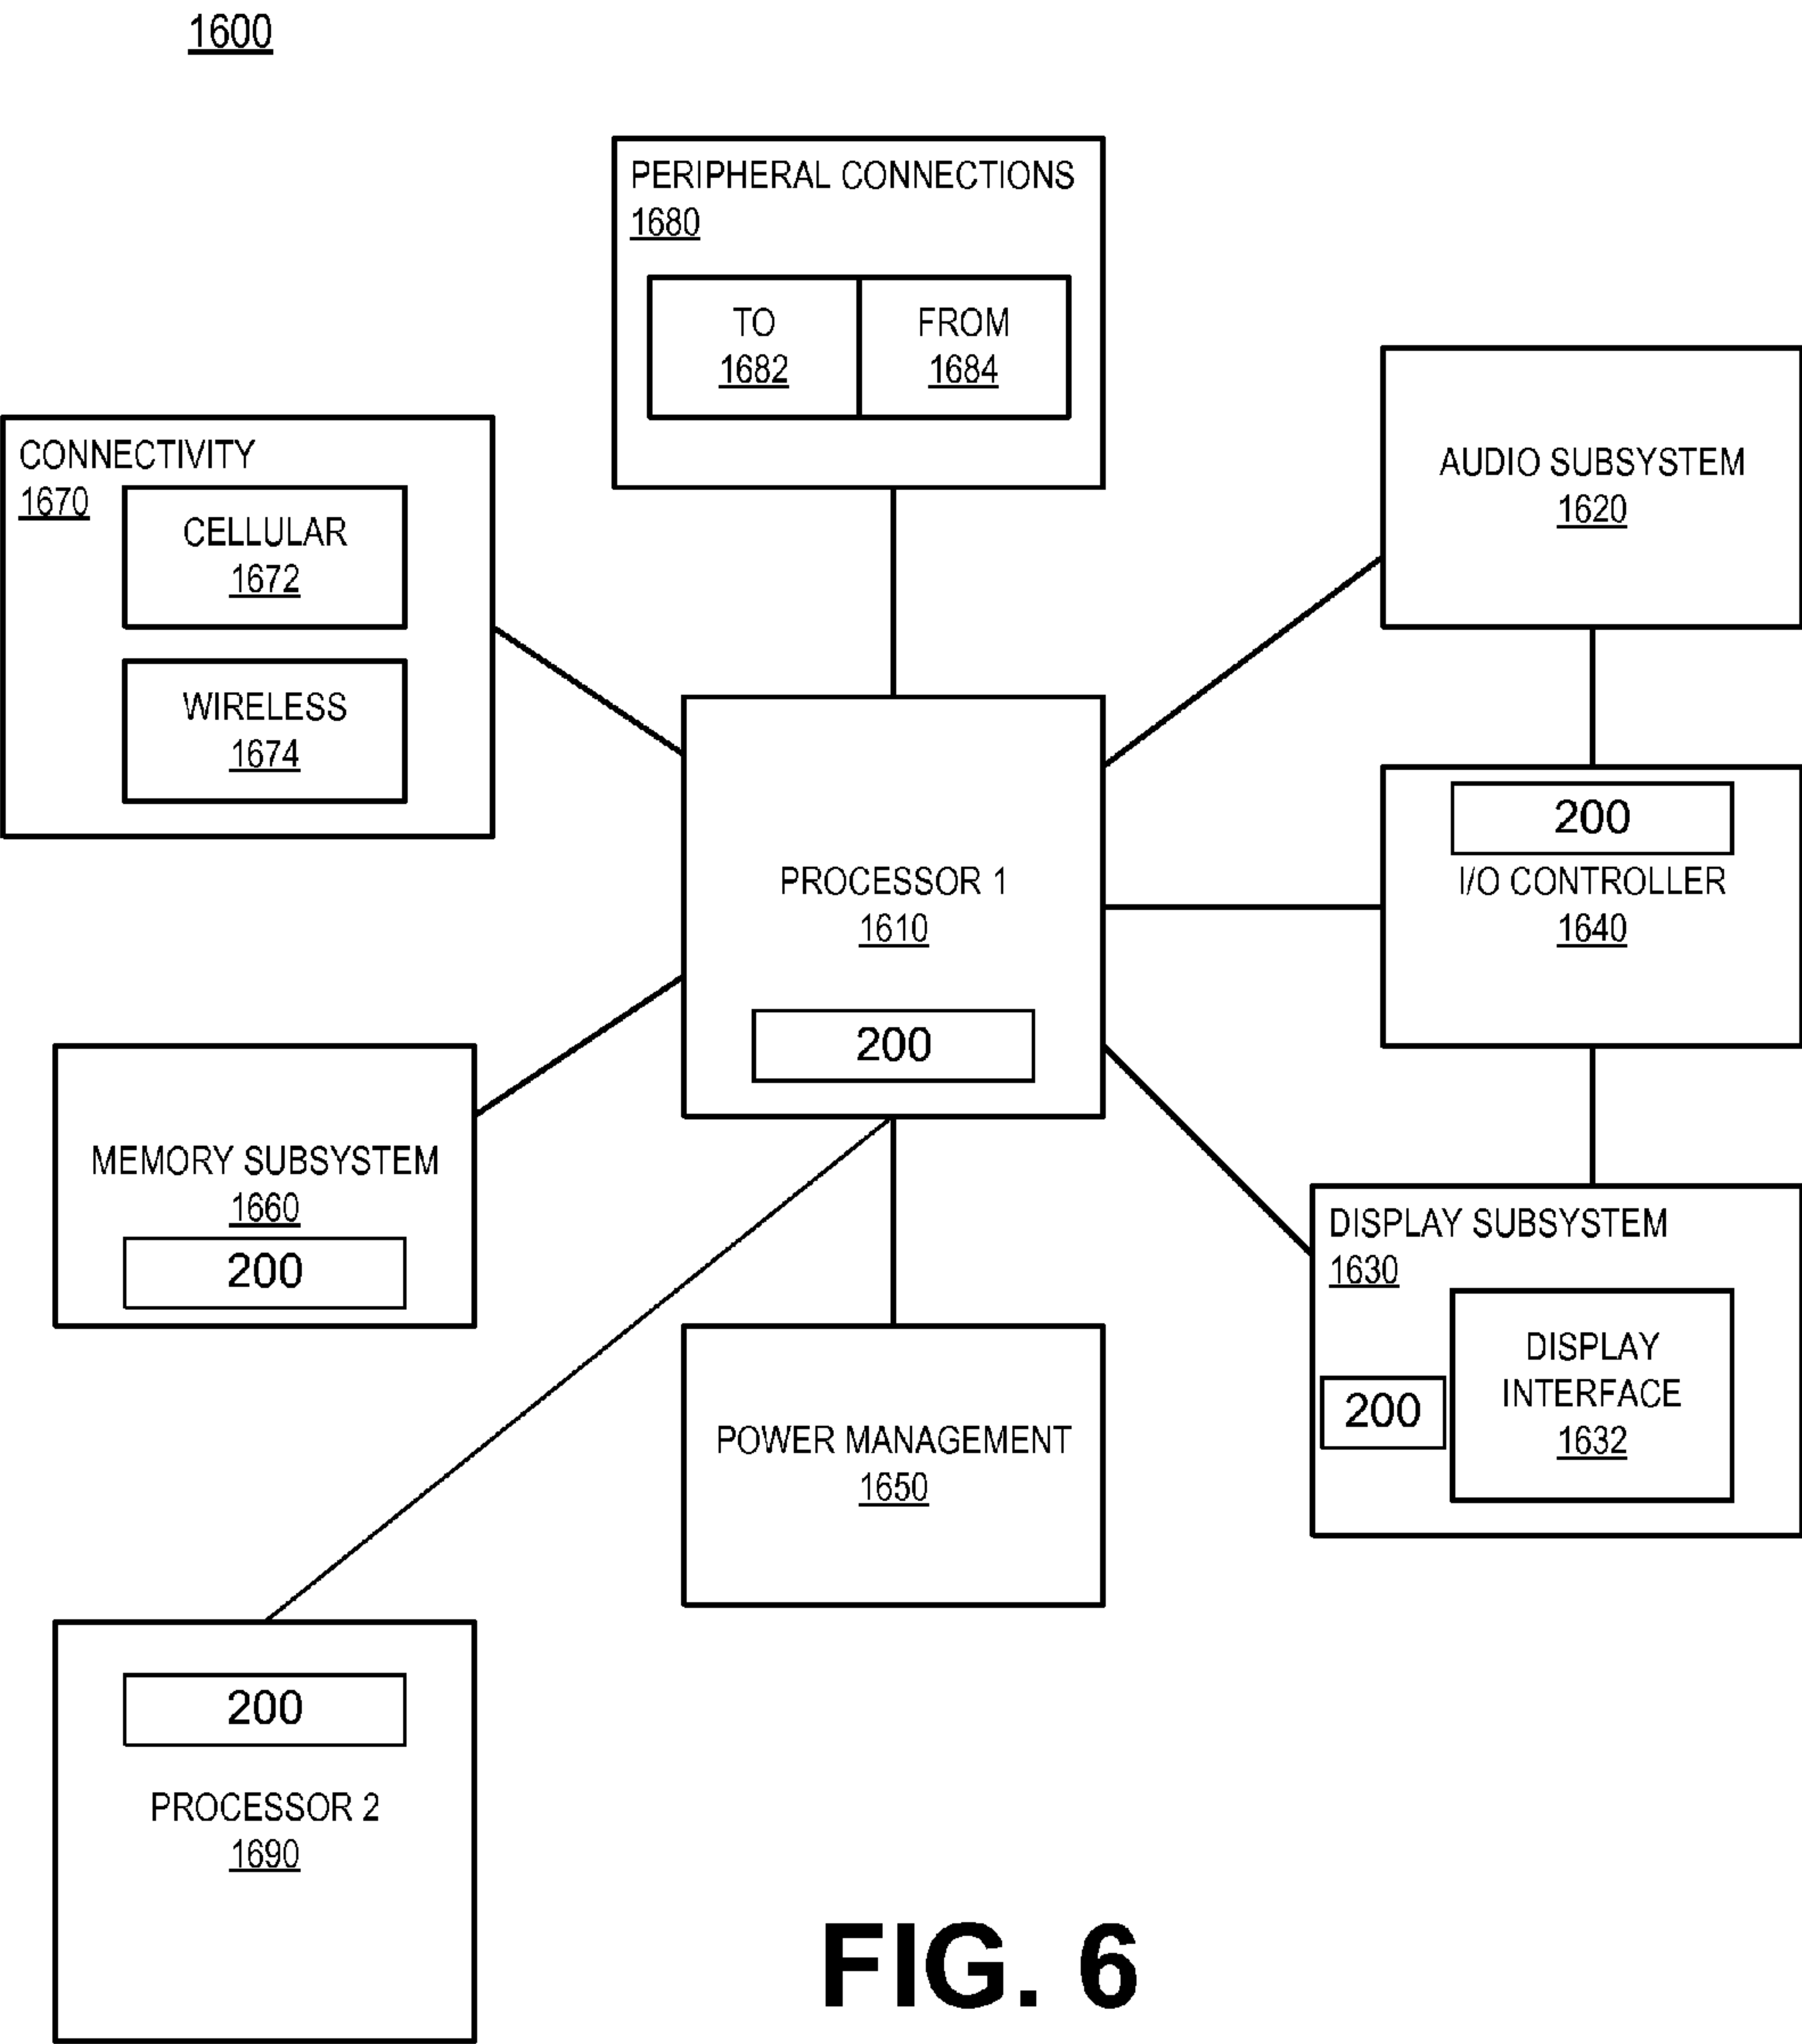 1600
PERIPHERAL CONNECTIONS
1680
TO
1682
FROM
1684
CONNECTIVITY
1670
CELLULAR
1672
WIRELESS
1674
AUDIO SUBSYSTEM
1620
PROCESSOR 1
1610
200
200
I/O CONTROLLER
1640
MEMORY SUBSYSTEM
1660
200
DISPLAY SUBSYSTEM
1630
200
DISPLAY
INTERFACE
1632
POWER MANAGEMENT
1650
200
PROCESSOR 2
1690
FIG. 6